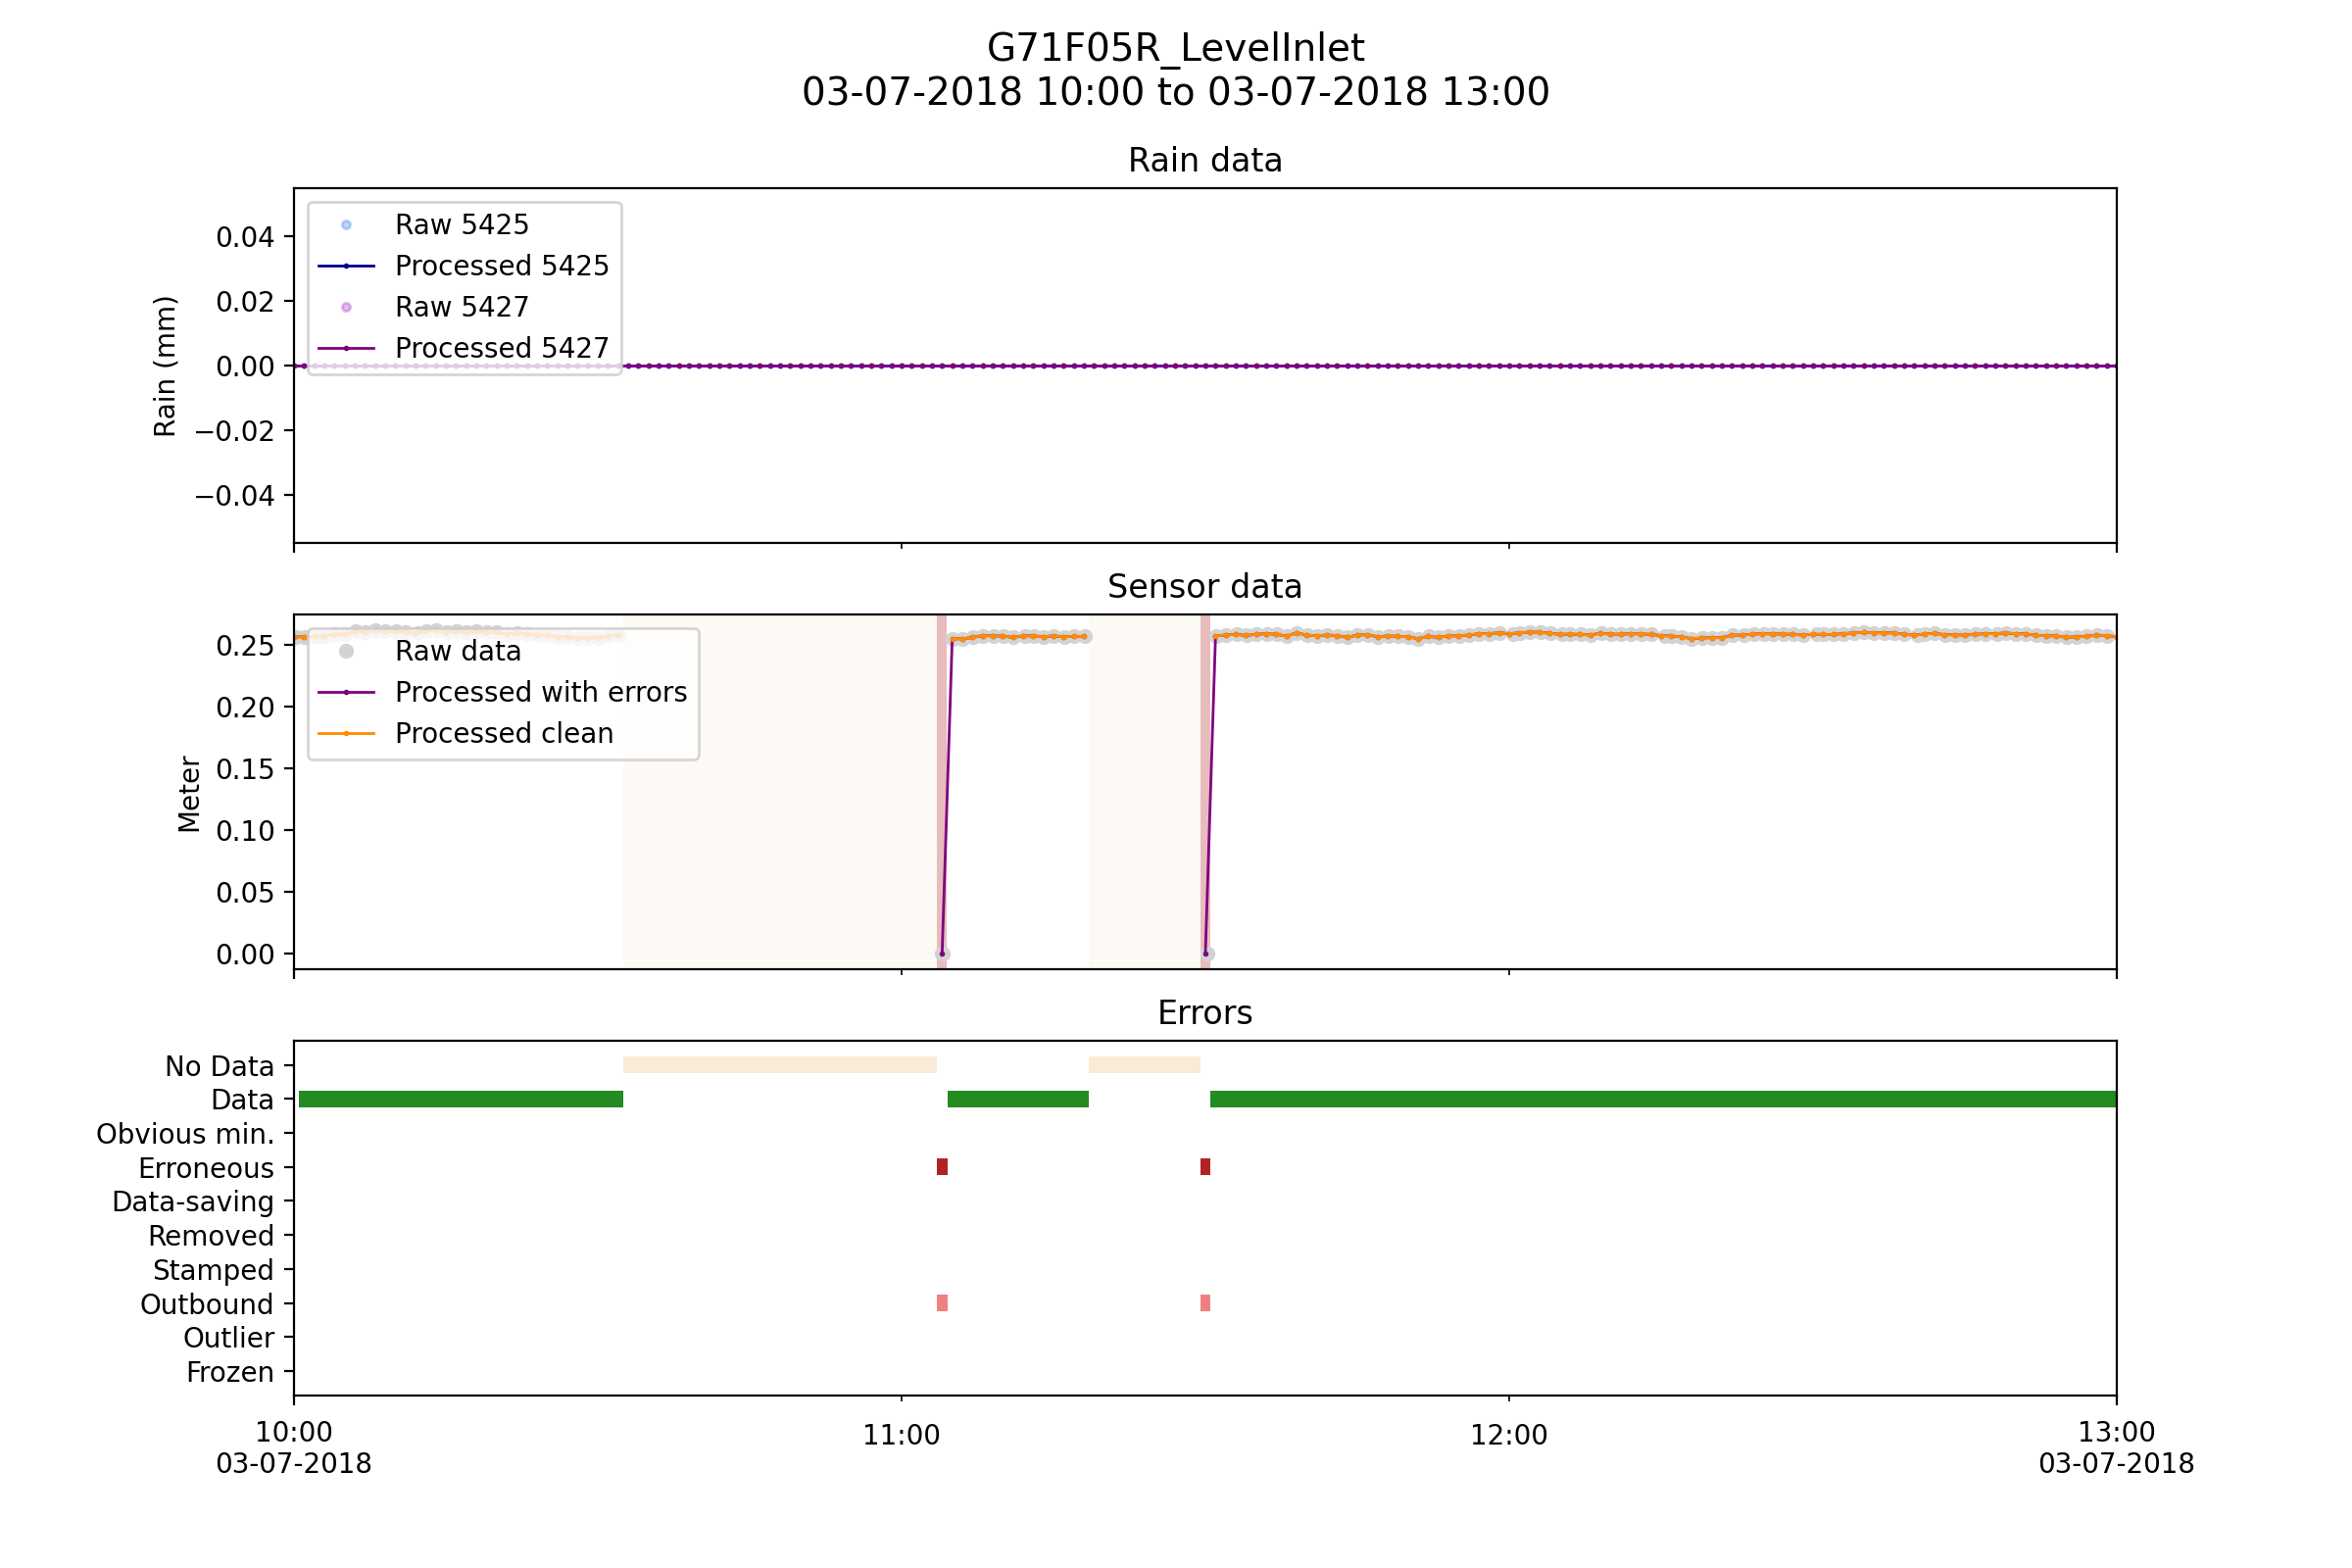 G71F05R_LevelInlet
03-07-2018 10:00 to 03-07-2018 13:00
Rain data
Rain (mm)
0.04
0.02
0.00
−0.02
−0.04
Raw 5425
Processed 5425
Raw 5427
Processed 5427
Sensor data
Meter
0.25
0.20
0.15
0.10
0.05
0.00
Raw data
Processed with errors
Processed clean
Errors
No Data
Data
Obvious min.
Erroneous
Data-saving
Removed
Stamped
Outbound
Outlier
Frozen
10:00 11:00 12:00 13:00
03-07-2018 03-07-2018